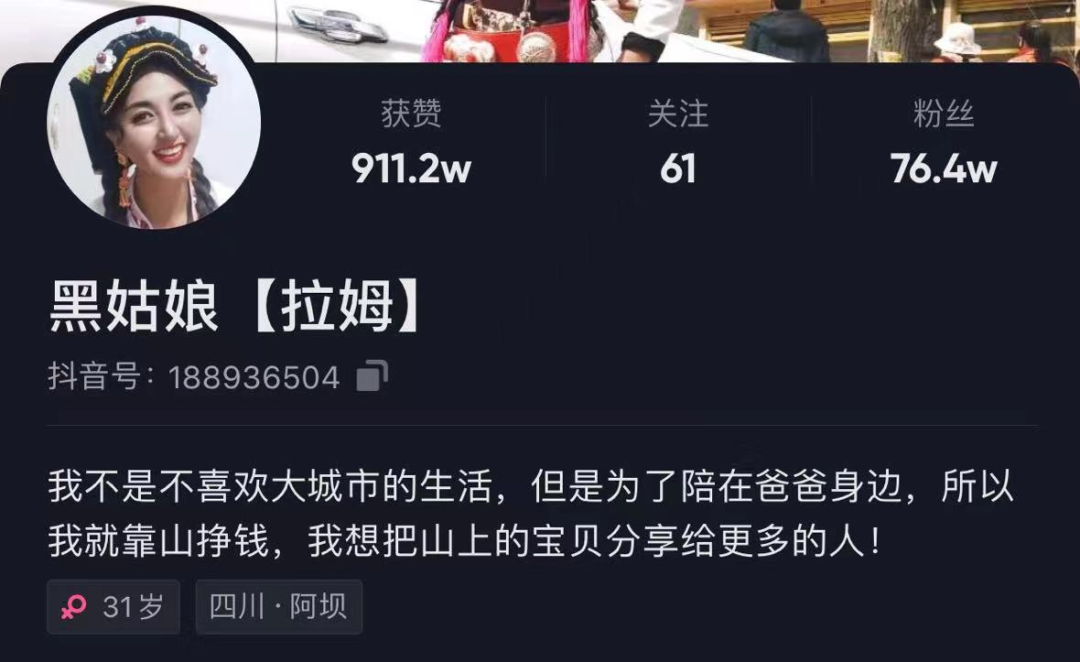 获赞 关注 粉丝
911.2w 61 76.4w
黑姑娘【拉姆】
抖音号：188936504
我不是不喜欢大城市的生活，但是为了陪在爸爸身边，所以
我就靠山挣钱，我想把山上的宝贝分享给更多的人！
31岁 四川·阿坝